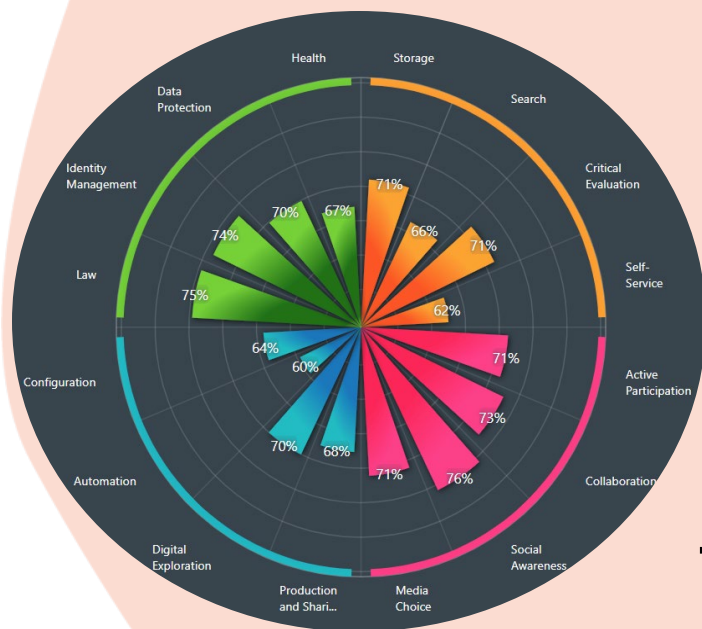 Health
Storage
Data
Protection
Search
Identity
Management
Critical
Evaluation
Law
Self-
Service
Configuration
Active
Participation
Automation
Collaboration
Digital
Exploration
Social
Awareness
Production
and Shari...
Media
Choice
67%
71%
70%
66%
74%
71%
75%
62%
64%
71%
60%
73%
70%
68%
71%
76%